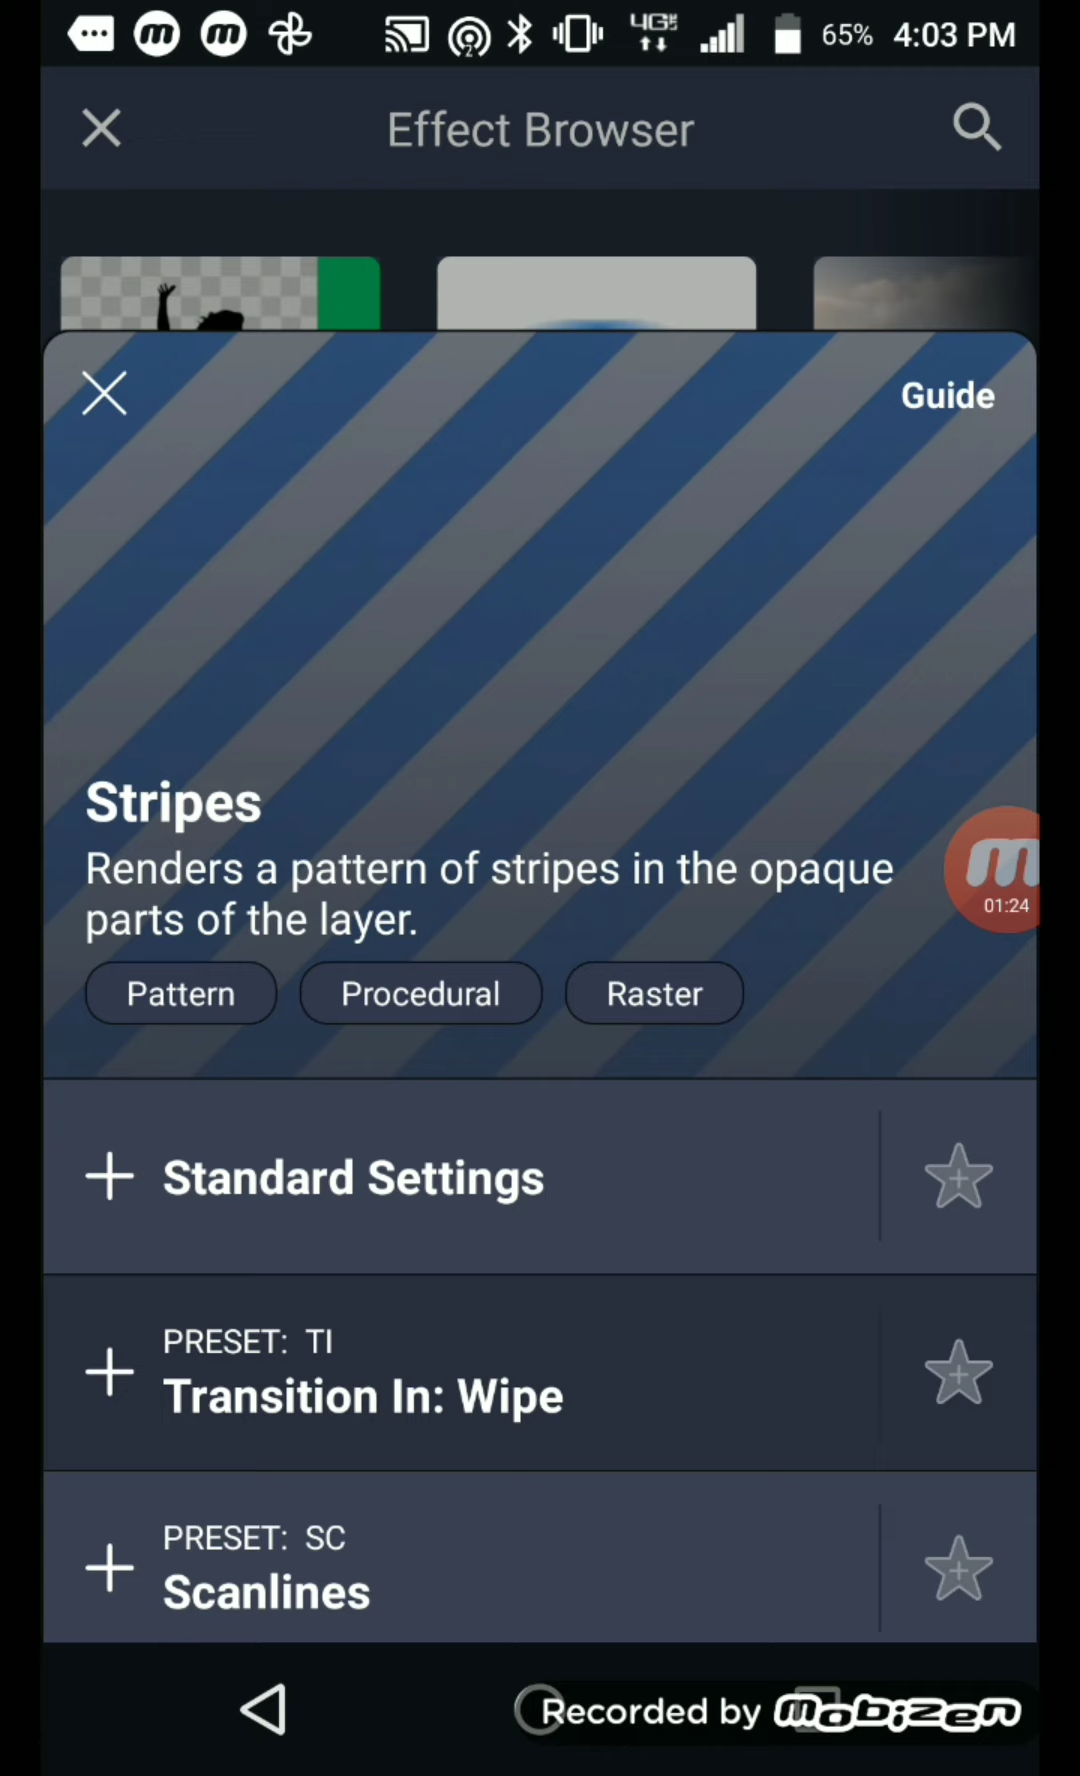 4G
65% 4:03 PM
Effect Browser
Guide
Stripes
Renders a pattern of stripes in the opaque
parts of the layer.
Pattern Procedural Raster
01:24
Standard Settings
PRESET: TI
Transition In: Wipe
PRESET: SC
Scanlines
Recorded by mobizen